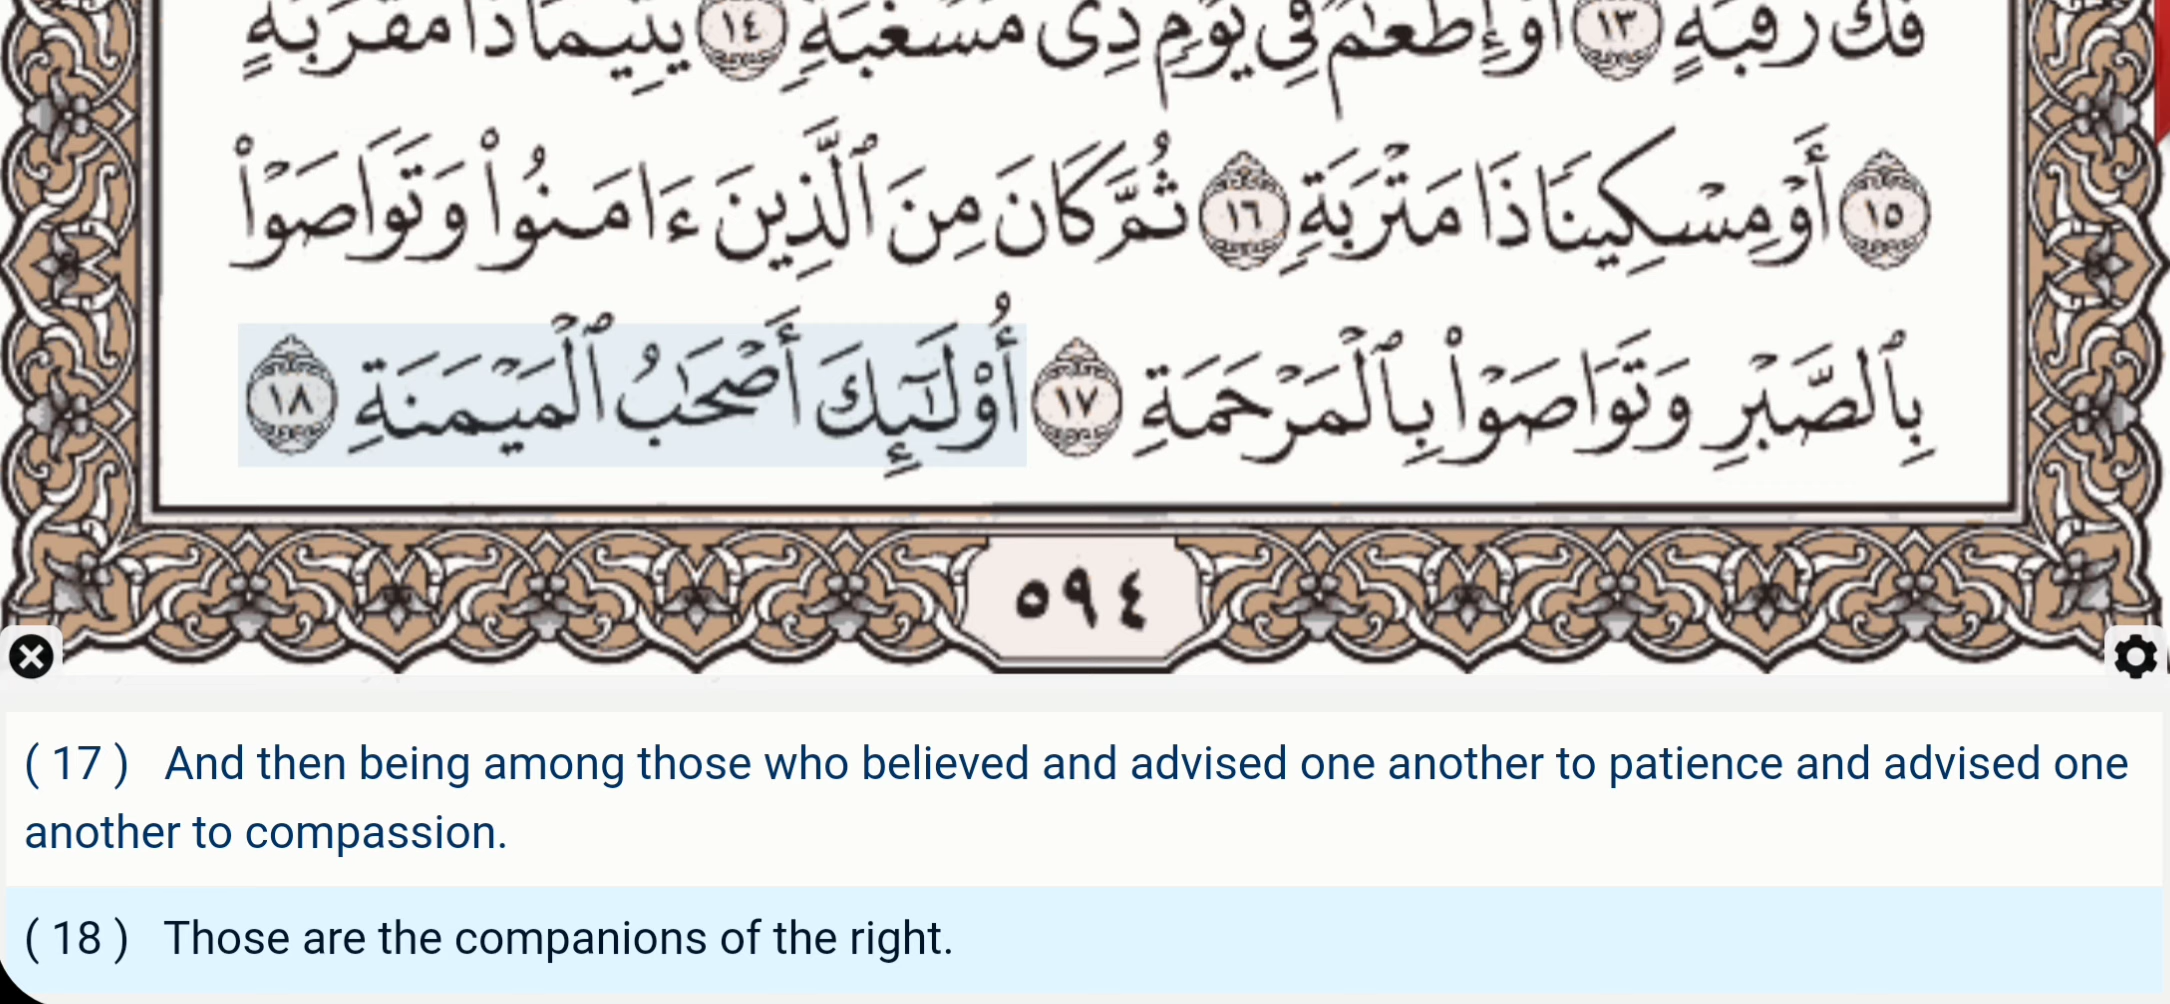 فَكُّ رَقَبَةٍ ١٣ أَوْ إِطْعَٰمٌ فِى يَوْمٍ ذِى مَسْغَبَةٍ ١٤ يَتِيمًا ذَا مَقْرَبَةٍ
١٥ أَوْ مِسْكِينًا ذَا مَتْرَبَةٍ ١٦ ثُمَّ كَانَ مِنَ ٱلَّذِينَ ءَامَنُوا۟ وَتَوَاصَوْا۟
بِٱلصَّبْرِ وَتَوَاصَوْا۟ بِٱلْمَرْحَمَةِ ١٧ أُو۟لَٰٓئِكَ أَصْحَٰبُ ٱلْمَيْمَنَةِ ١٨
٥٩٤
( 17 ) And then being among those who believed and advised one another to patience and advised one
another to compassion.
( 18 ) Those are the companions of the right.